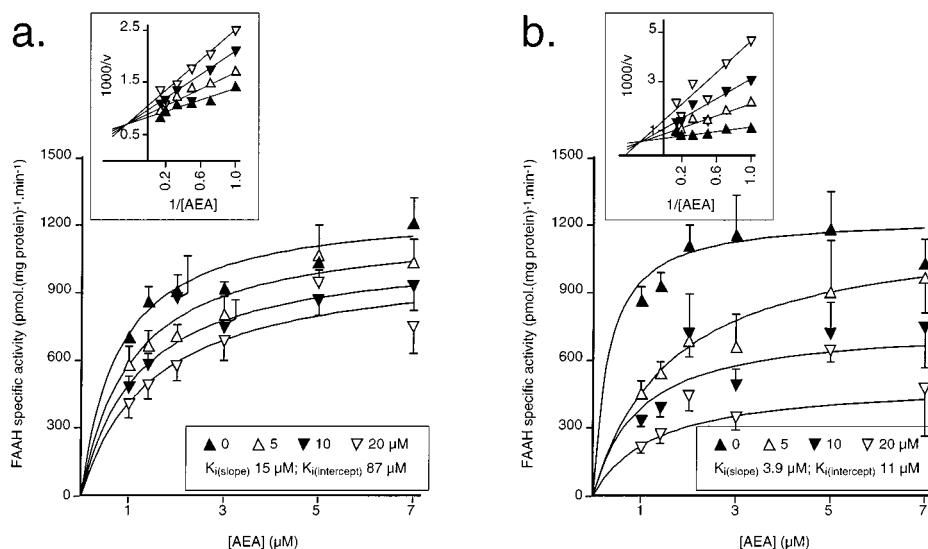 a.
2.5
1.5
0.5
1000/v
0.2
0.6
1.0
1/[AEA]
1500
1200
900
600
300
0
FAAH specific activity (pmol.(mg protein)-1.min-1)
▲ 0 △ 5 ▼ 10 ▽ 20 µM
Ki(slope) 15 µM; Ki(intercept) 87 µM
1 3 5 7
[AEA] (µM)
b.
5
3
1
1000/v
0.2
0.6
1.0
1/[AEA]
1500
1200
900
600
300
0
FAAH specific activity (pmol.(mg protein)-1.min-1)
▲ 0 △ 5 ▼ 10 ▽ 20 µM
Ki(slope) 3.9 µM; Ki(intercept) 11 µM
1 3 5 7
[AEA] (µM)